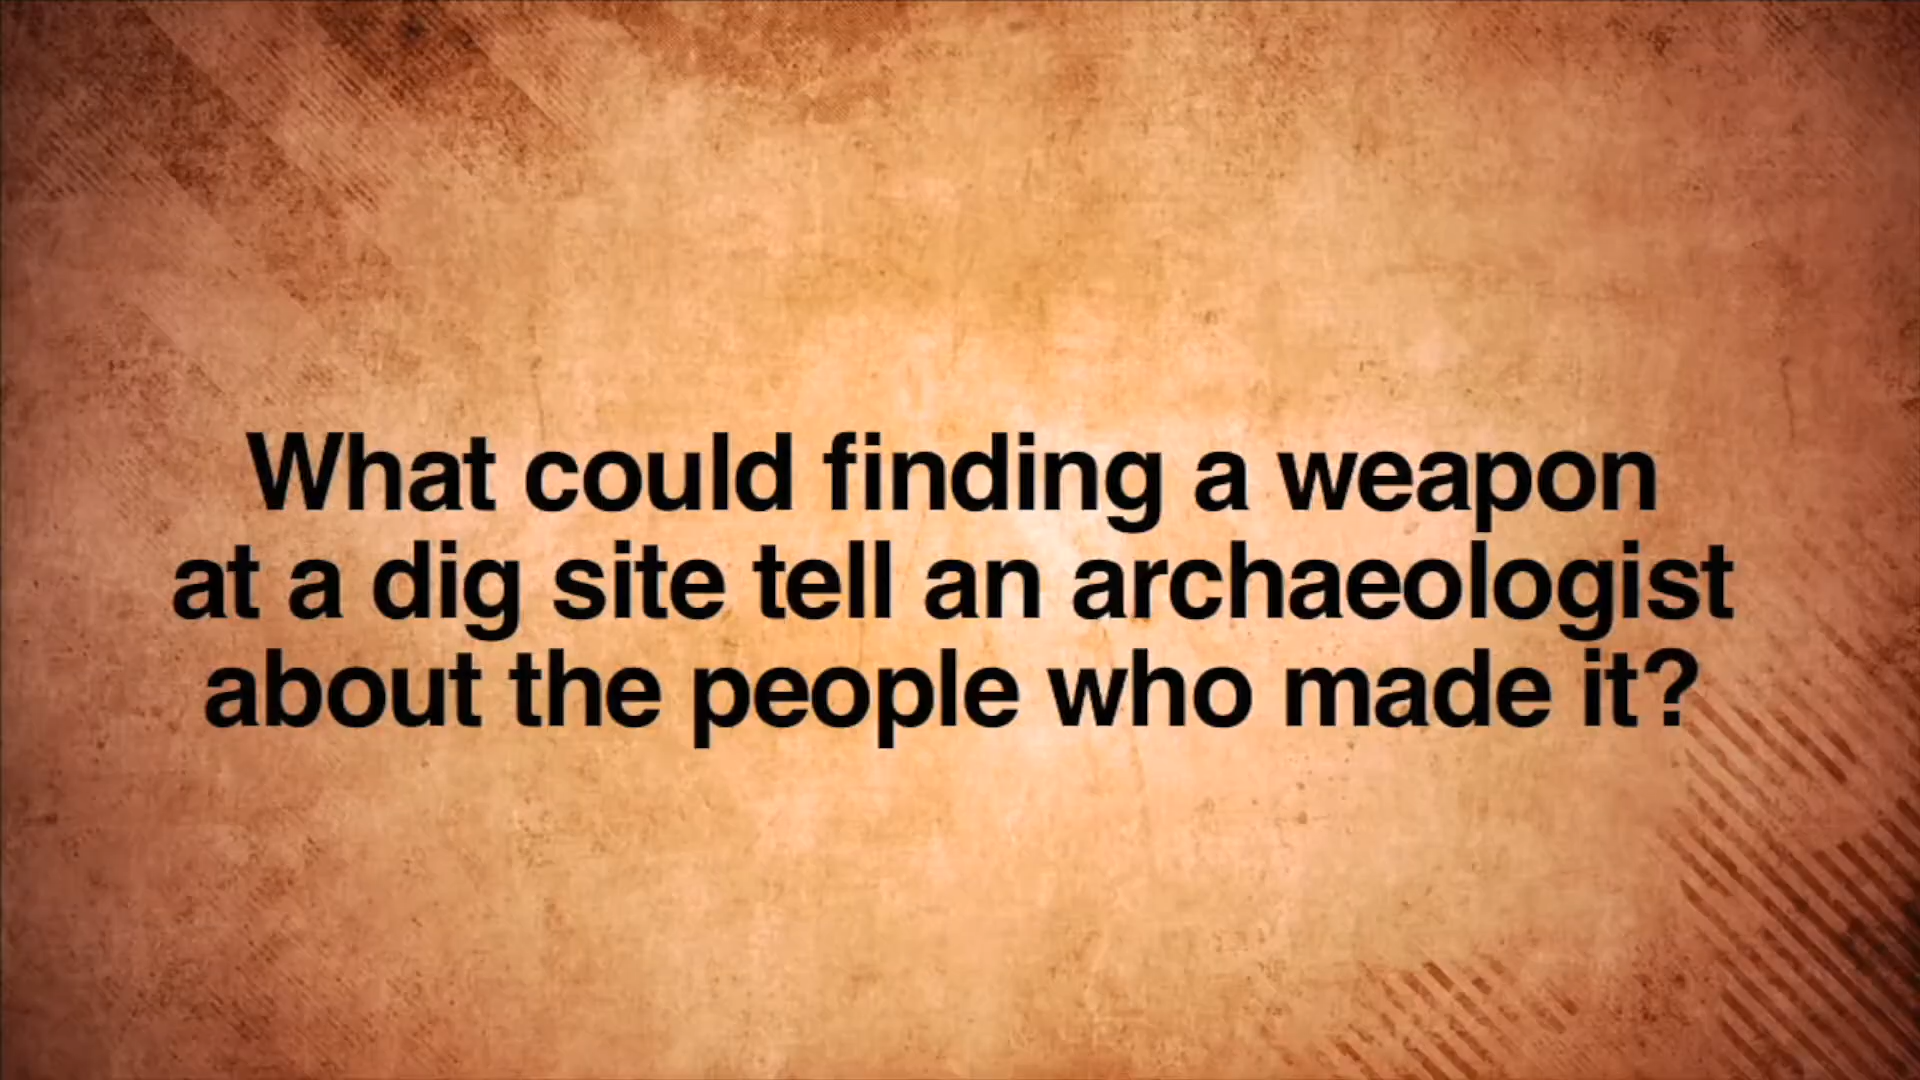 What could finding a weapon
at a dig site tell an archaeologist
about the people who made it?